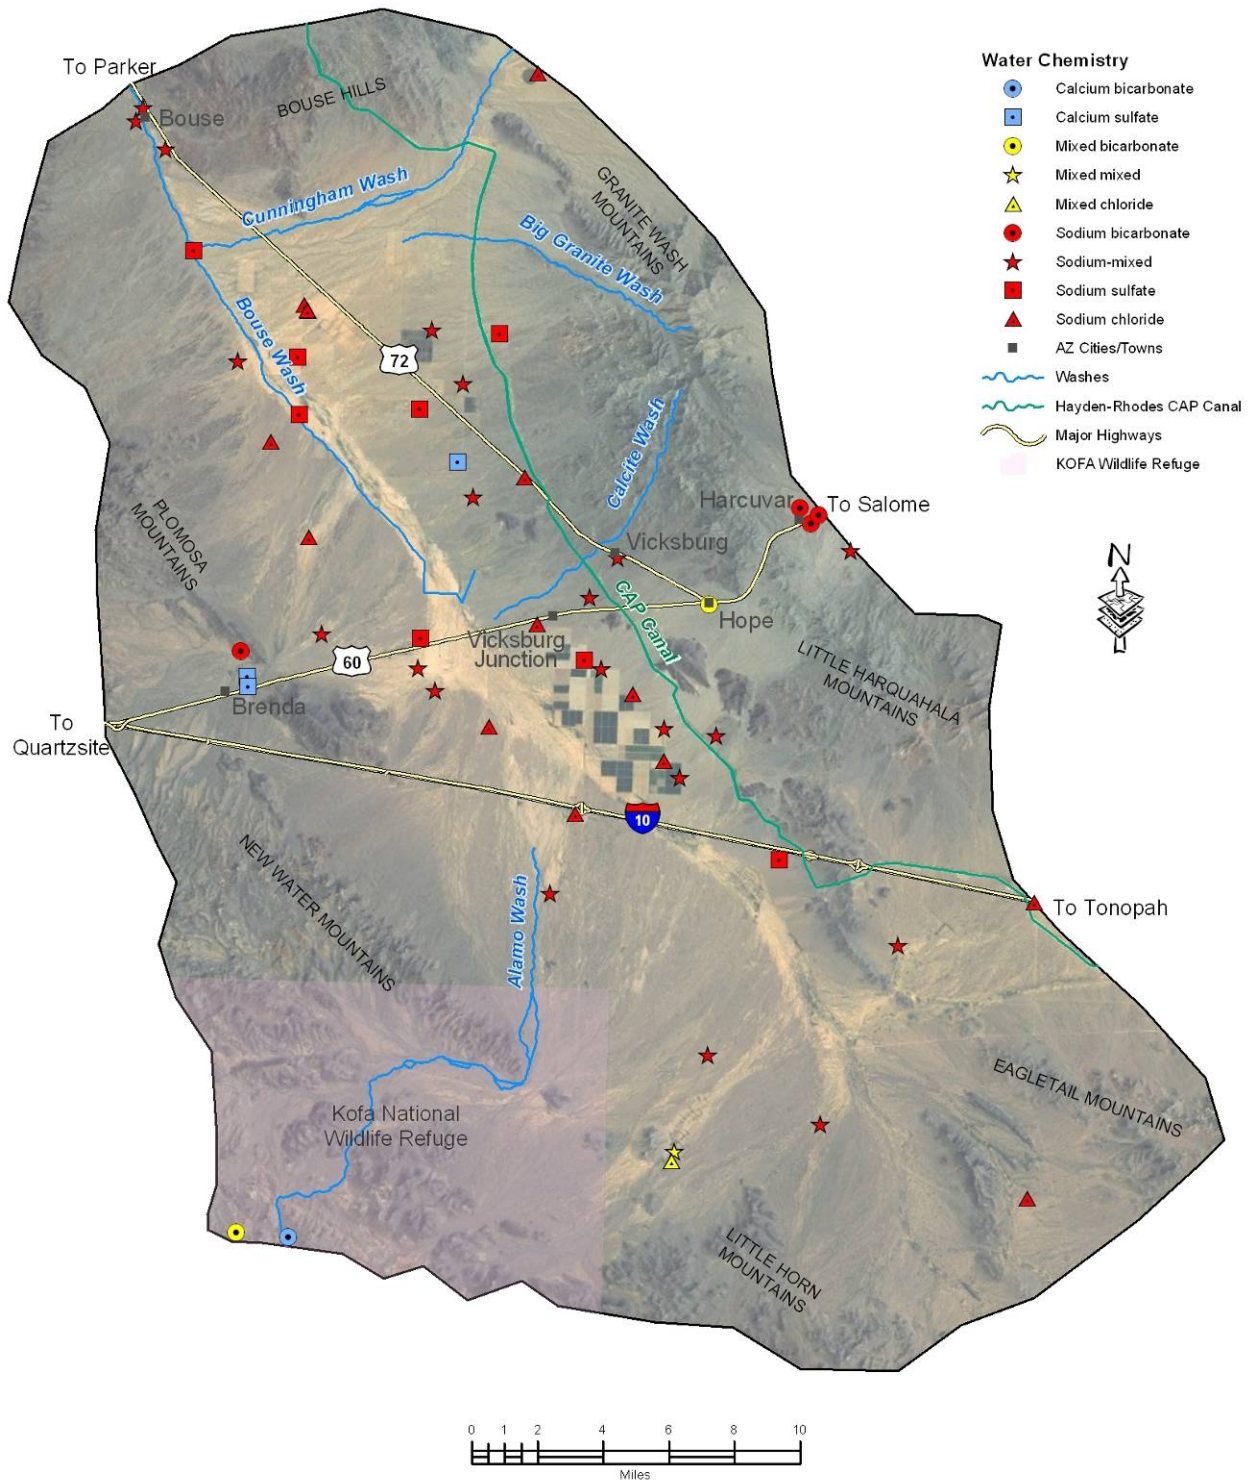 To Parker
Bouse
BOUSE HILLS
Cunningham Wash
GRANITE WASH
MOUNTAINS
Big Granite Wash
Bouse Wash
72
Calcite Wash
Harcuvar
To Salome
PLOMOSA
MOUNTAINS
Vicksburg
CAP Canal
Hope
Vicksburg
Junction
60
LITTLE HARQUAHALA
MOUNTAINS
Brenda
To
Quartzsite
10
NEW WATER MOUNTAINS
Alamo Wash
To Tonopah
EAGLETAIL MOUNTAINS
Kofa National
Wildlife Refuge
LITTLE HORN
MOUNTAINS
Water Chemistry
Calcium bicarbonate
Calcium sulfate
Mixed bicarbonate
Mixed mixed
Mixed chloride
Sodium bicarbonate
Sodium-mixed
Sodium sulfate
Sodium chloride
AZ Cities/Towns
Washes
Hayden-Rhodes CAP Canal
Major Highways
KOFA Wildlife Refuge
N
0 1 2 4 6 8 10
Miles